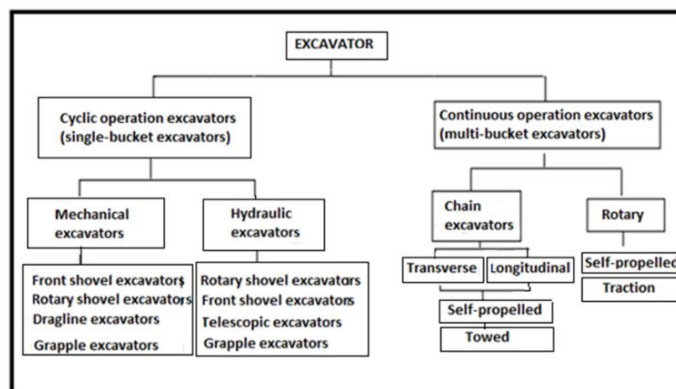 EXCAVATOR
Cyclic operation excavators
(single-bucket excavators)
Continuous operation excavators
(multi-bucket excavators)
Mechanical
excavators
Hydraulic
excavators
Chain
excavators
Rotary
Front shovel excavators
Rotary shovel excavators
Dragline excavators
Grapple excavators
Rotary shovel excavators
Front shovel excavators
Telescopic excavators
Grapple excavators
Transverse
Longitudinal
Self-propelled
Towed
Self-propelled
Traction